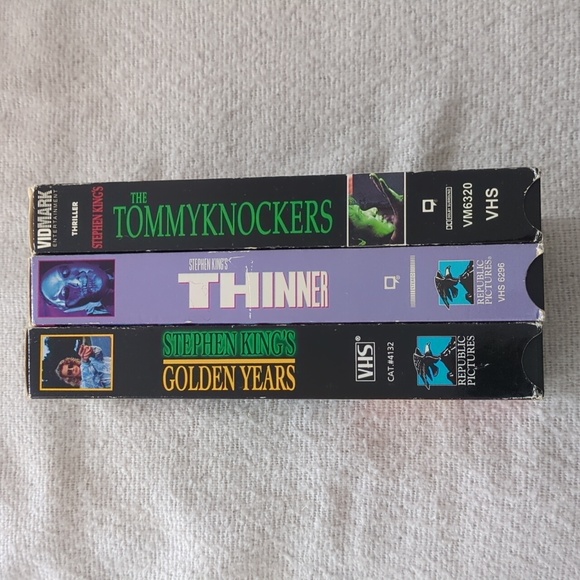 VIDMARK
ENTERTAINMENT
THRILLER
STEPHEN KING'S
THE
TOMMYKNOCKERS
VM6320
VHS
STEPHEN KING'S
THINNER
REPUBLIC
PICTURES
VHS 6296
STEPHEN KING'S
GOLDEN YEARS
VHS
CAT.#4132
REPUBLIC
PICTURES